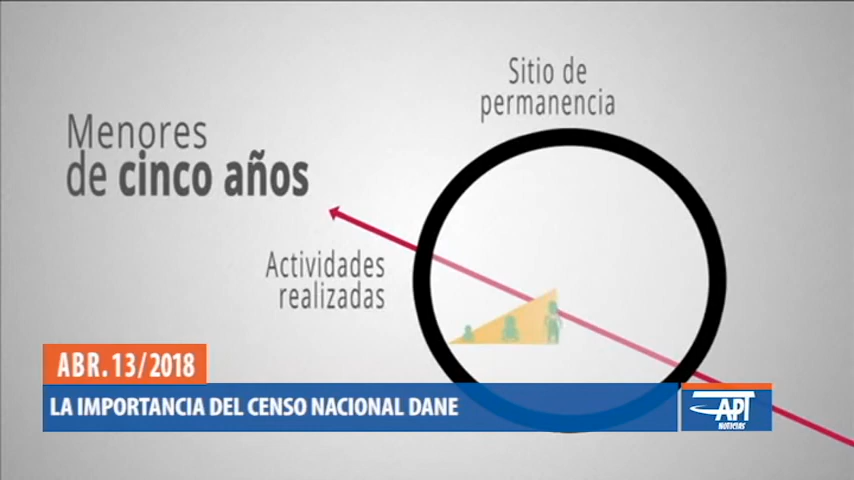 Sitio de
permanencia
Menores
de cinco años
Actividades
realizadas
ABR. 13/2018
LA IMPORTANCIA DEL CENSO NACIONAL DANE
APT
NOTICIAS